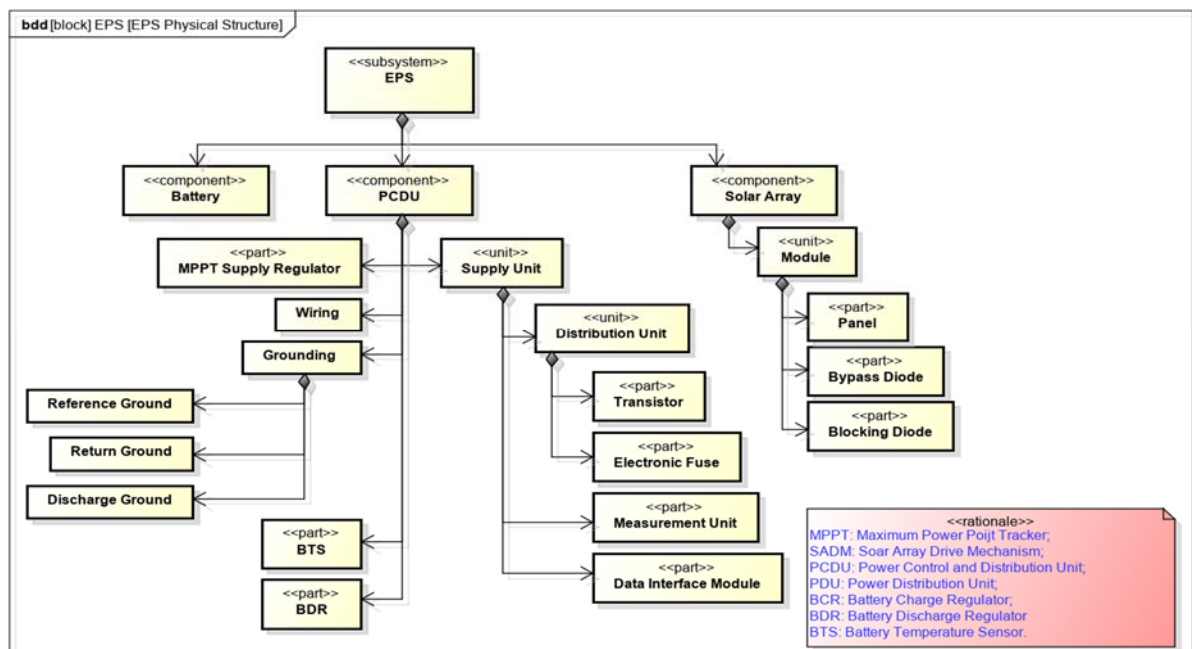 bdd [block] EPS [EPS Physical Structure]
<<subsystem>>
EPS
<<component>>
Battery
<<component>>
PCDU
<<component>>
Solar Array
<<part>>
MPPT Supply Regulator
<<unit>>
Supply Unit
<<unit>>
Module
Wiring
Grounding
<<unit>>
Distribution Unit
<<part>>
Panel
<<part>>
Bypass Diode
<<part>>
Transistor
Reference Ground
<<part>>
Blocking Diode
Return Ground
<<part>>
Electronic Fuse
Discharge Ground
<<part>>
Measurement Unit
<<part>>
BTS
<<part>>
Data Interface Module
<<part>>
BDR
<<rationale>>
MPPT: Maximum Power Poijt Tracker;
SADM: Soar Array Drive Mechanism;
PCDU: Power Control and Distribution Unit;
PDU: Power Distribution Unit;
BCR: Battery Charge Regulator;
BDR: Battery Discharge Regulator
BTS: Battery Temperature Sensor.